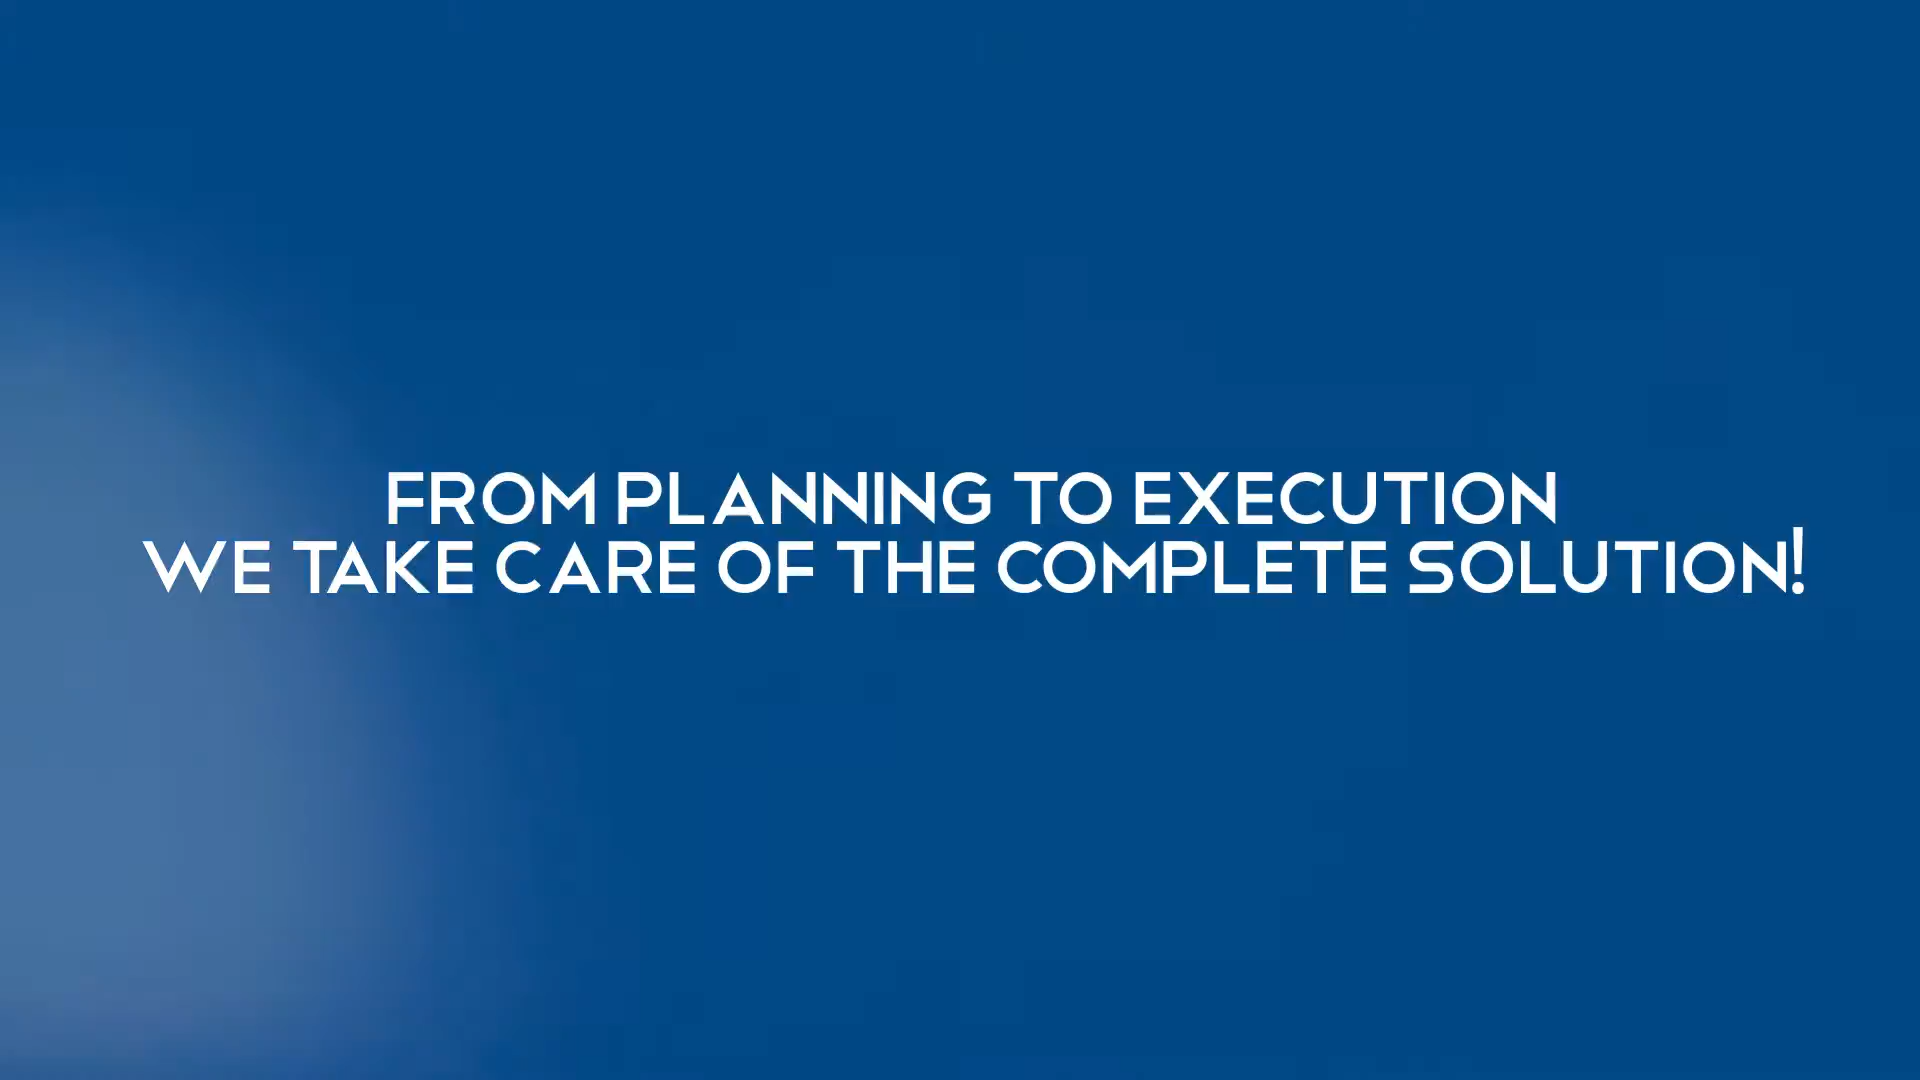 FROM PLANNING TO EXECUTION
WE TAKE CARE OF THE COMPLETE SOLUTION!